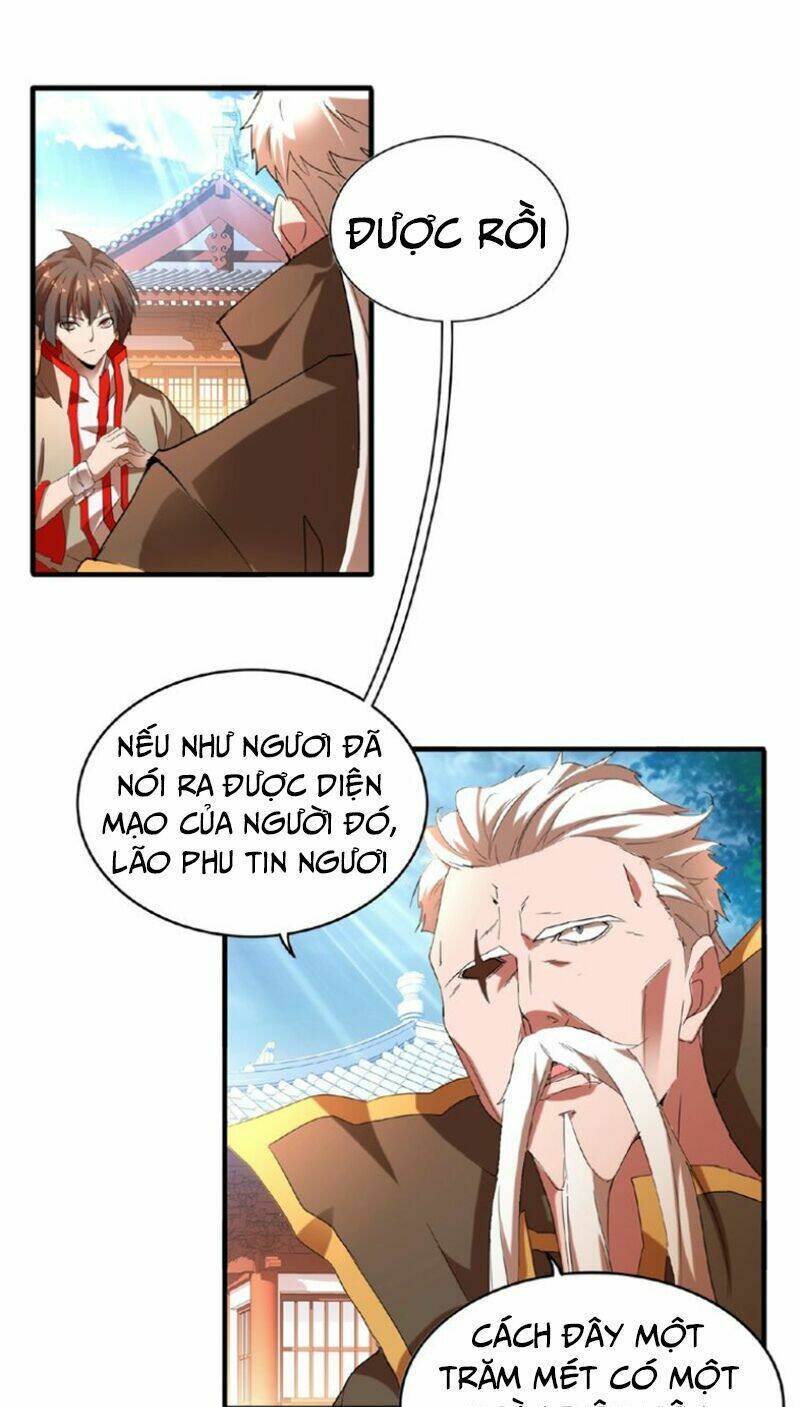 ĐƯỢC RỒI
NẾU NHƯ NGƯƠI ĐÃ
NÓI RA ĐƯỢC DIỆN
MẠO CỦA NGƯỜI ĐÓ,
LÃO PHU TIN NGƯƠI
CÁCH ĐÂY MỘT
TRĂM MÉT CÓ MỘT